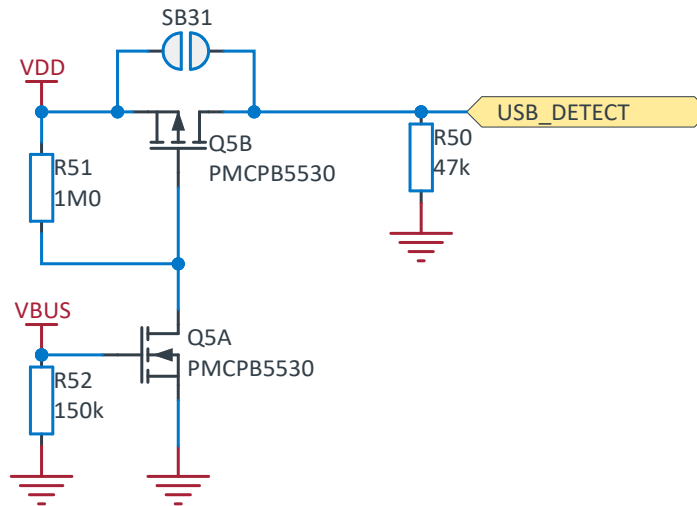 SB31
VDD
USB_DETECT
Q5B
PMCPB5530
R50
47k
R51
1M0
VBUS
Q5A
PMCPB5530
R52
150k